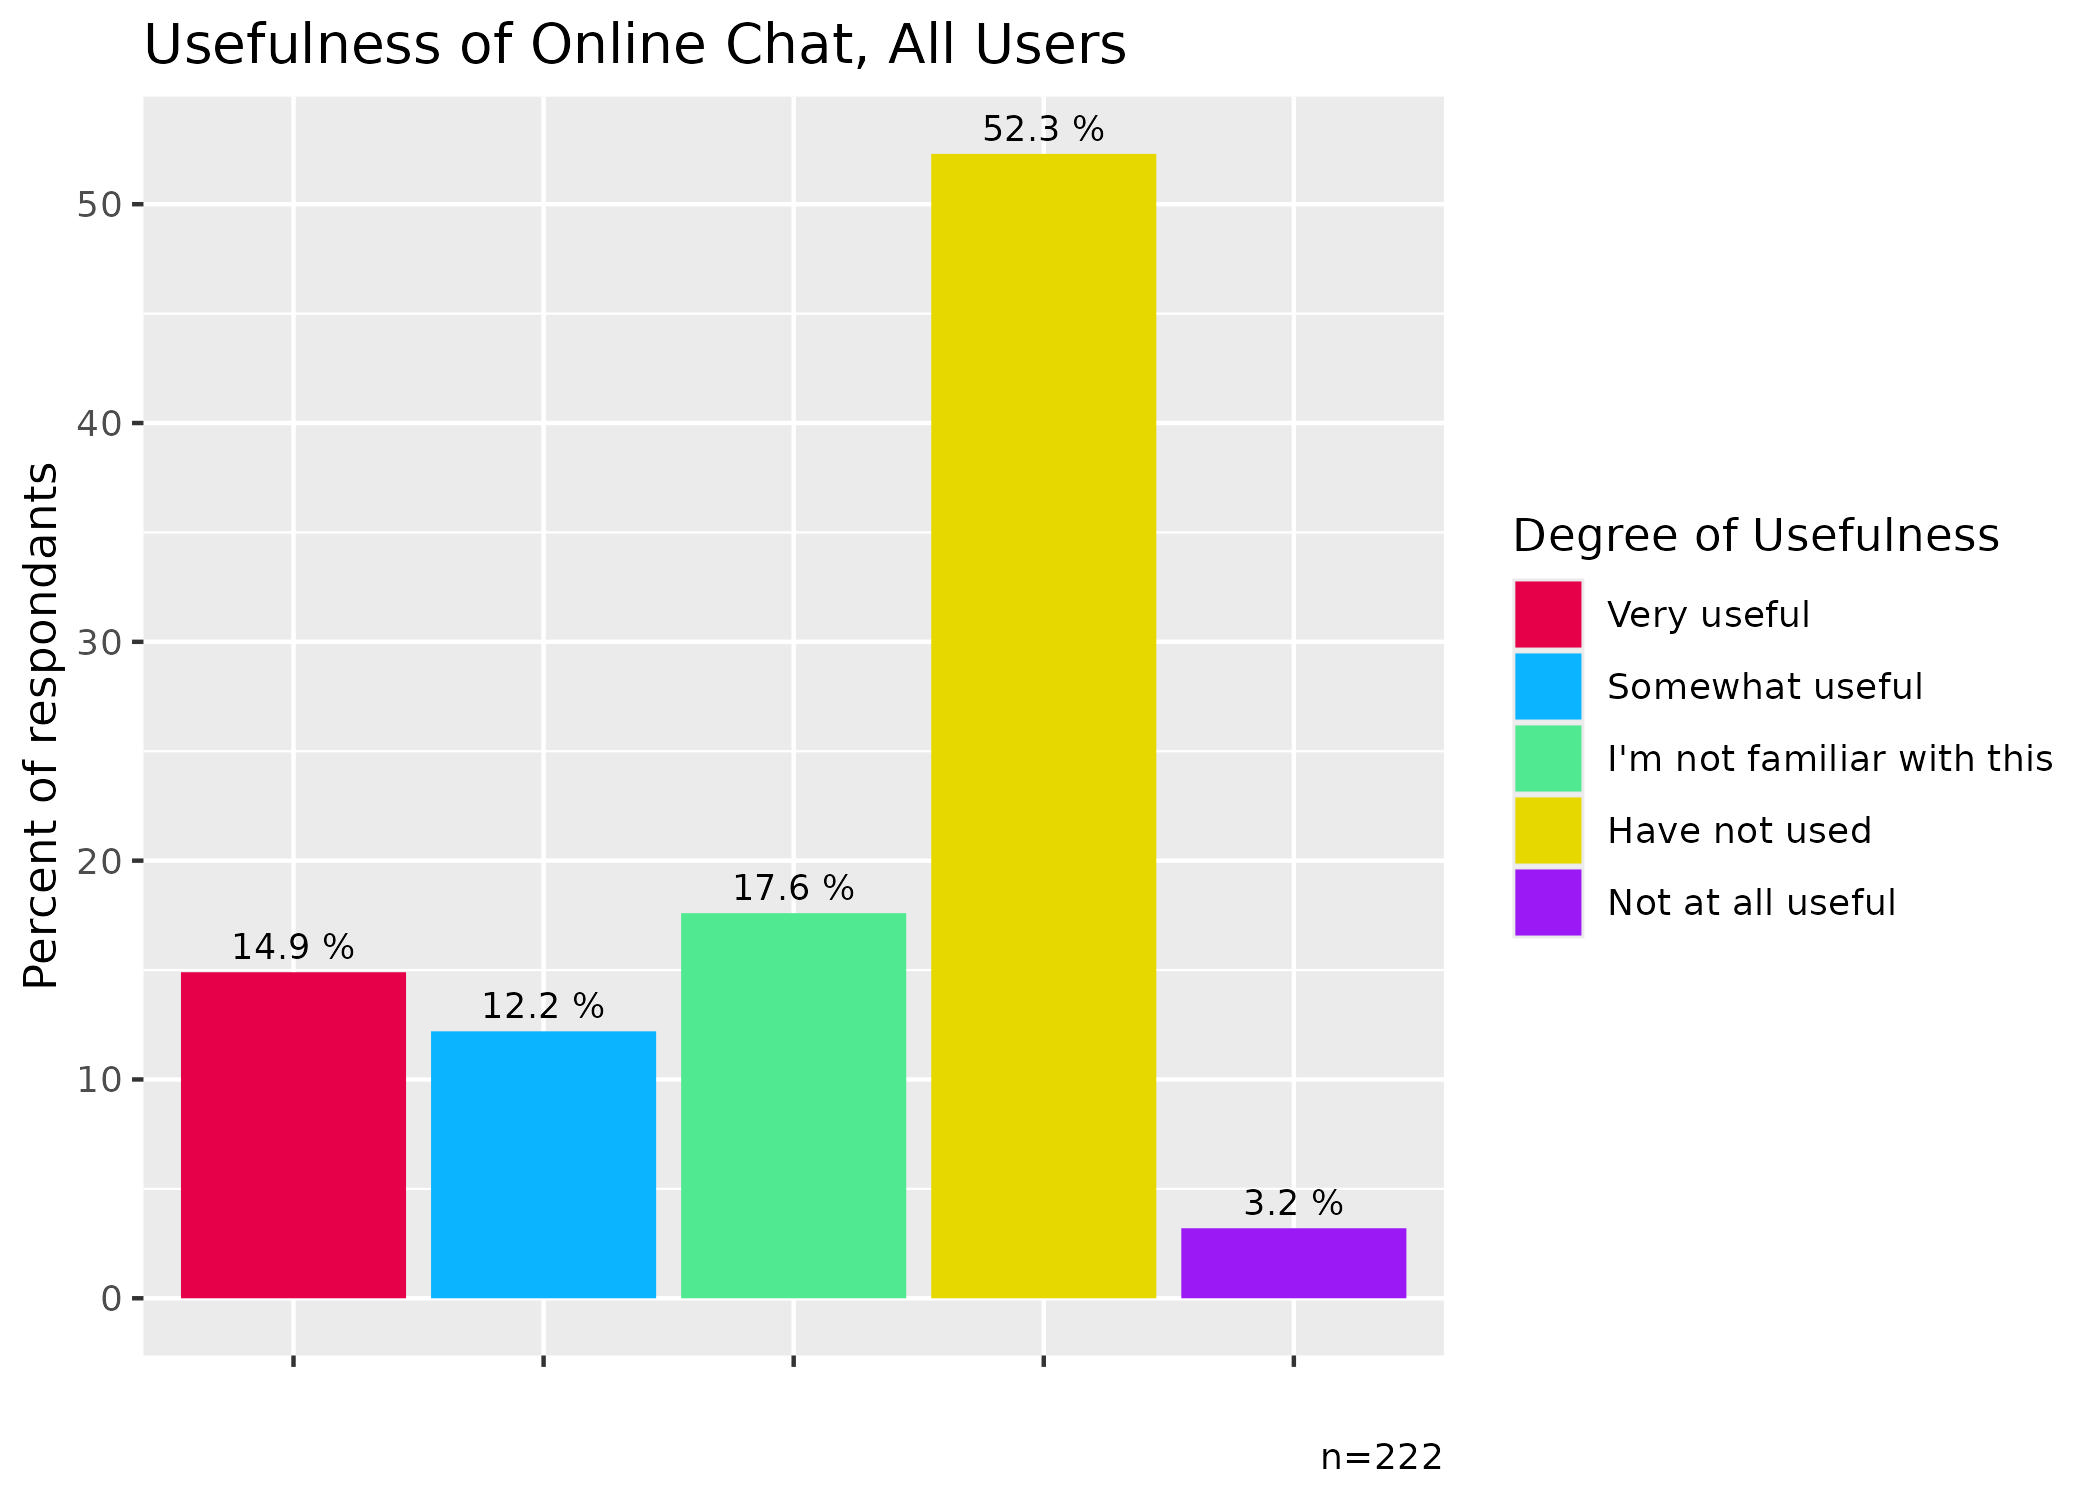 Usefulness of Online Chat, All Users
Percent of respondants
50
40
30
20
10
0
14.9 %
12.2 %
17.6 %
52.3 %
3.2 %
Degree of Usefulness
Very useful
Somewhat useful
I'm not familiar with this
Have not used
Not at all useful
n=222